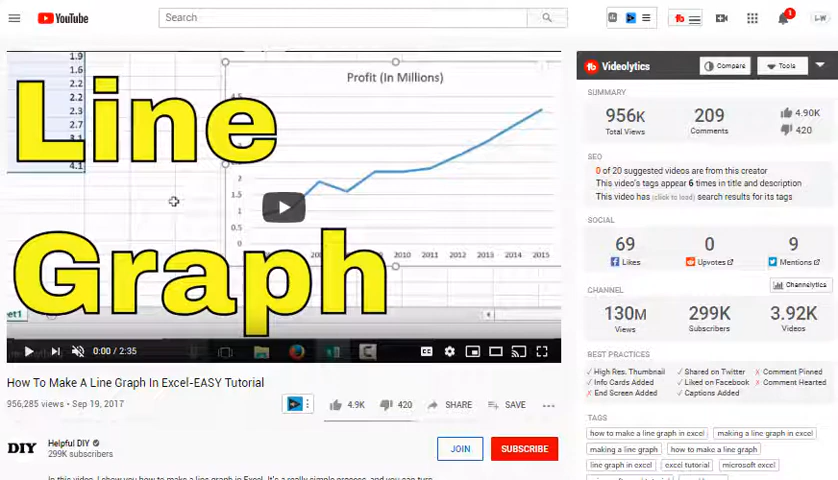 YouTube
Search
1
LW
1.9
1.6
2.2
2.2
2.3
2.7
3.1
4.1
Line
Graph
Profit (In Millions)
2
1.5
1
0.5
0
2010
2011
2012
2013
2014
2015
0:00 / 2:35
CC
How To Make A Line Graph In Excel-EASY Tutorial
956,285 views • Sep 19, 2017
4.9K
420
SHARE
SAVE
DIY
Helpful DIY
299K subscribers
JOIN
SUBSCRIBE
Videolytics
Compare
Tools
SUMMARY
956K
Total Views
209
Comments
4.90K
420
SEO
0 of 20 suggested videos are from this creator
This video's tags appear 6 times in title and description
This video has (click to load) search results for its tags
SOCIAL
69
Likes
0
Upvotes
9
Mentions
CHANNEL
Channelytics
130M
Views
299K
Subscribers
3.92K
Videos
BEST PRACTICES
High Res. Thumbnail
Shared on Twitter
Comment Pinned
Info Cards Added
Liked on Facebook
Comment Hearted
End Screen Added
Captions Added
TAGS
how to make a line graph in excel
making a line graph in excel
making a line graph
how to make a line graph
line graph in excel
excel tutorial
microsoft excel